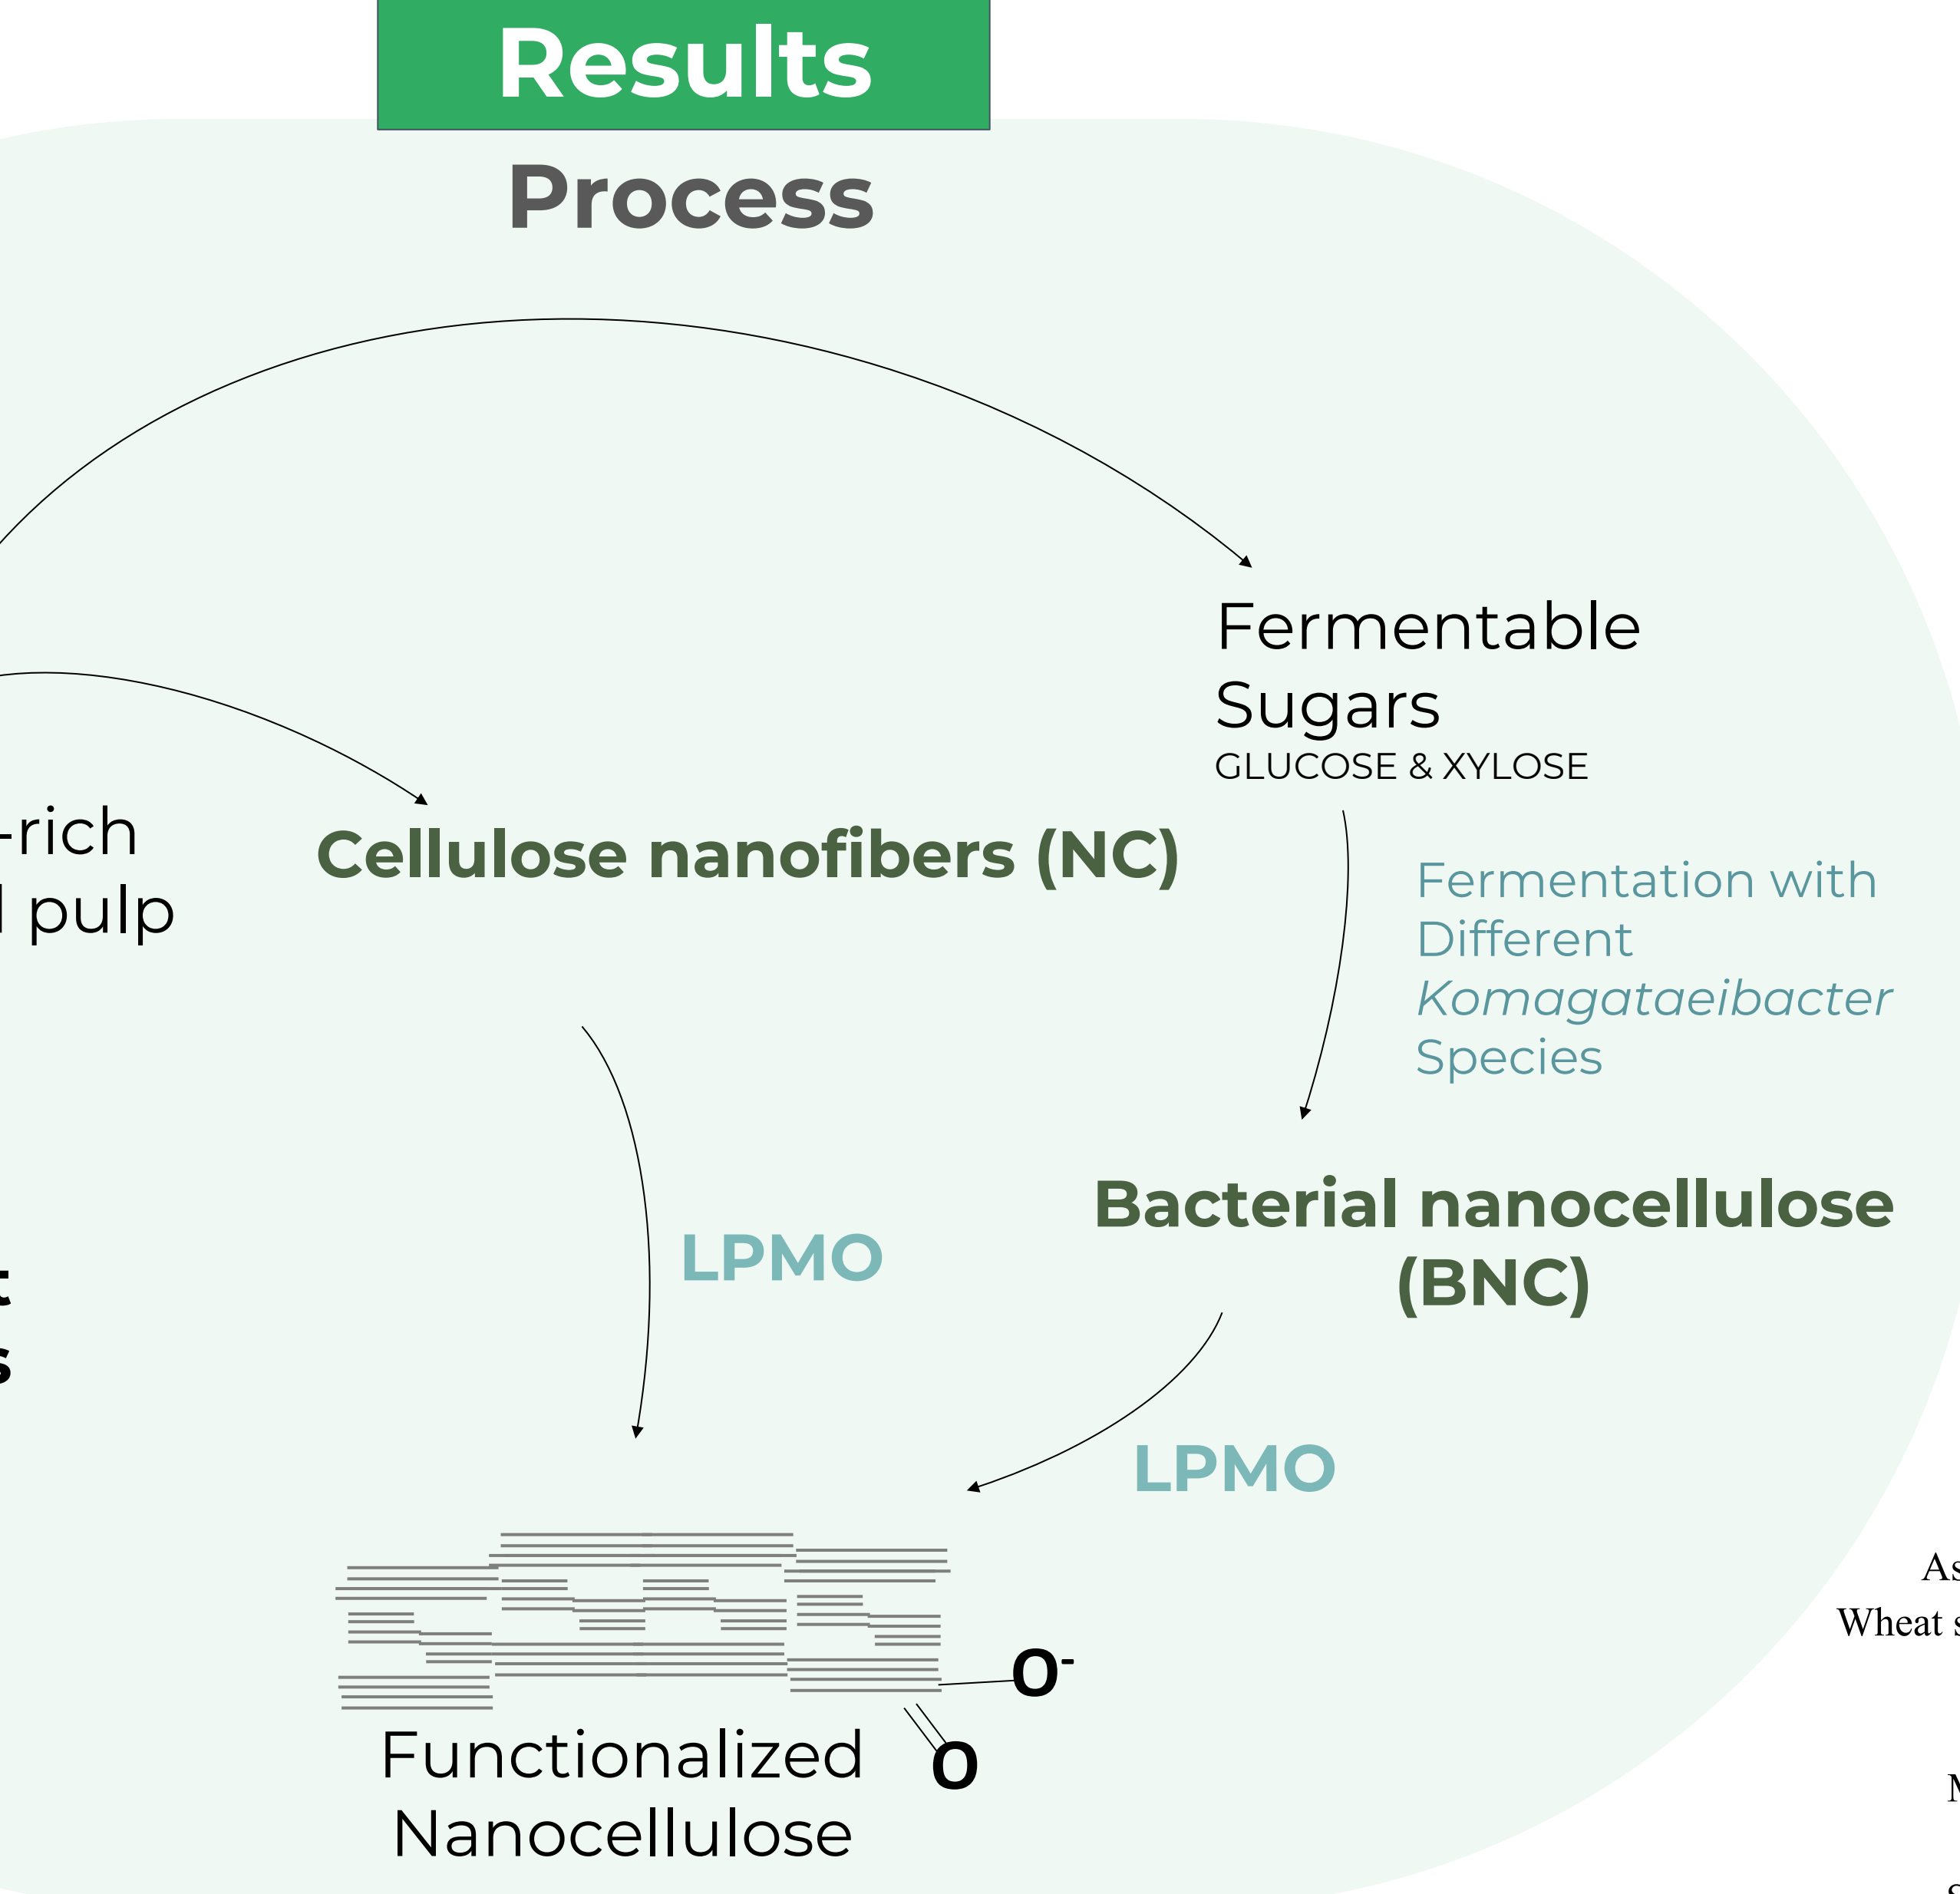 Results
Process
Fermentable
Sugars
GLUCOSE & XYLOSE
-rich
pulp
Cellulose nanofibers (NC)
Fermentation with
Different
Komagataeibacter
Species
Bacterial nanocellulose
(BNC)
LPMO
LPMO
O-
O
Functionalized
Nanocellulose
Wheat